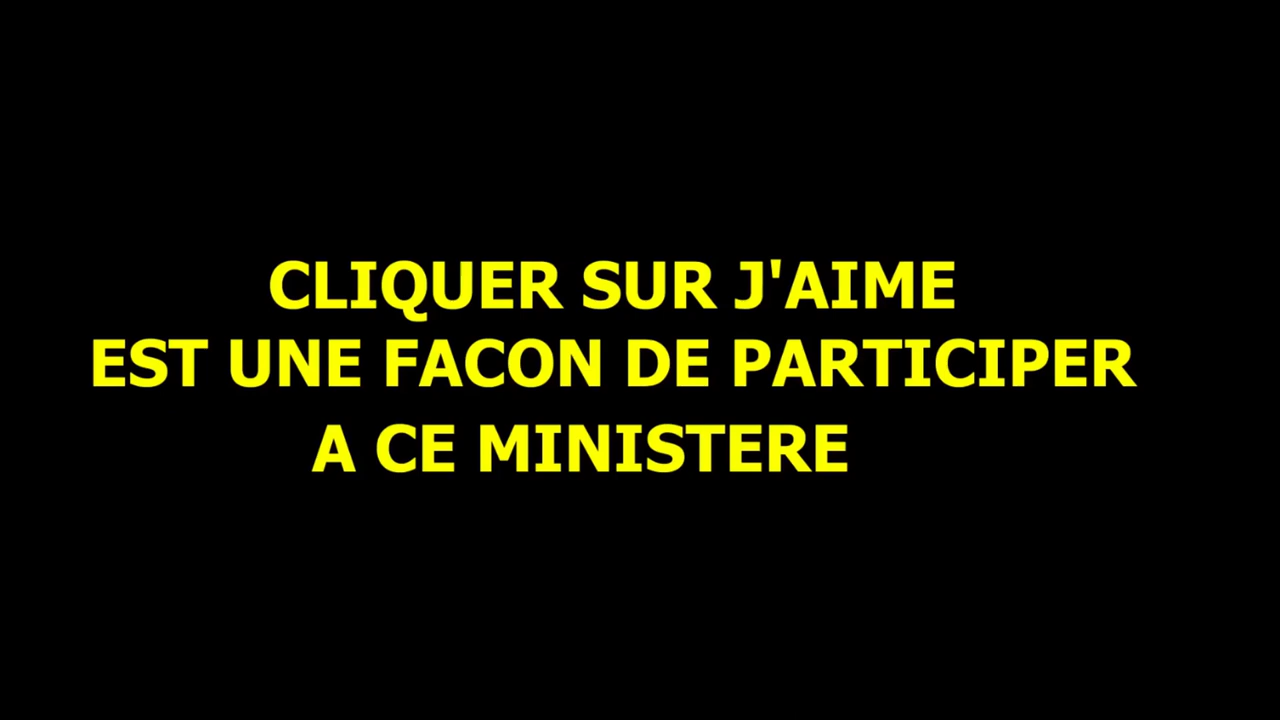 CLIQUER SUR J'AIME
EST UNE FACON DE PARTICIPER
A CE MINISTERE